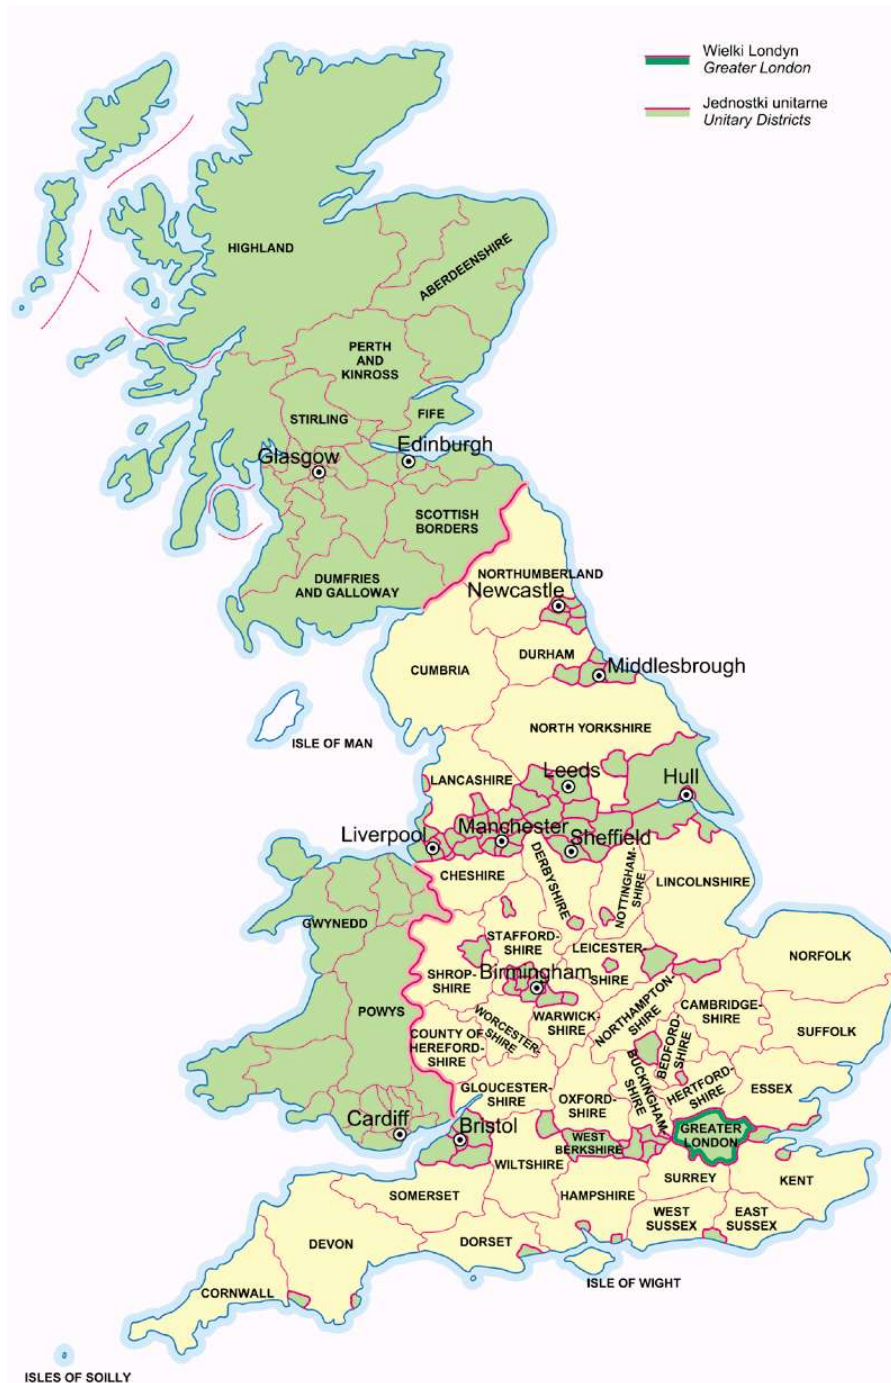 Wielki Londyn
Greater London
Jednostki unitarne
Unitary Districts
HIGHLAND
ABERDEENSHIRE
PERTH
AND
KINROSS
STIRLING
FIFE
Glasgow
Edinburgh
SCOTTISH
BORDERS
DUMFRIES
AND GALLOWAY
NORTHUMBERLAND
Newcastle
DURHAM
CUMBRIA
Middlesbrough
NORTH YORKSHIRE
ISLE OF MAN
LANCASHIRE
Leeds
Hull
Liverpool
Manchester
Sheffield
CHESHIRE
DERBYSHIRE
NOTTINGHAM-
SHIRE
LINCOLNSHIRE
GWYNEDD
STAFFORD-
SHIRE
LEICESTER-
SHIRE
NORFOLK
SHROP-
SHIRE
Birmingham
POWYS
WARWICK-
SHIRE
NORTHAMPTON-
SHIRE
CAMBRIDGE-
SHIRE
SUFFOLK
COUNTY OF
HEREFORD-
SHIRE
WORCESTER-
SHIRE
BEDFORD-
SHIRE
BUCKINGHAM-
SHIRE
HERTFORD-
SHIRE
ESSEX
GLOUCESTER-
SHIRE
OXFORD-
SHIRE
Cardiff
Bristol
WEST
BERKSHIRE
GREATER
LONDON
WILTSHIRE
SURREY
KENT
SOMERSET
HAMPSHIRE
WEST
SUSSEX
EAST
SUSSEX
DEVON
DORSET
ISLE OF WIGHT
CORNWALL
ISLES OF SOILLY